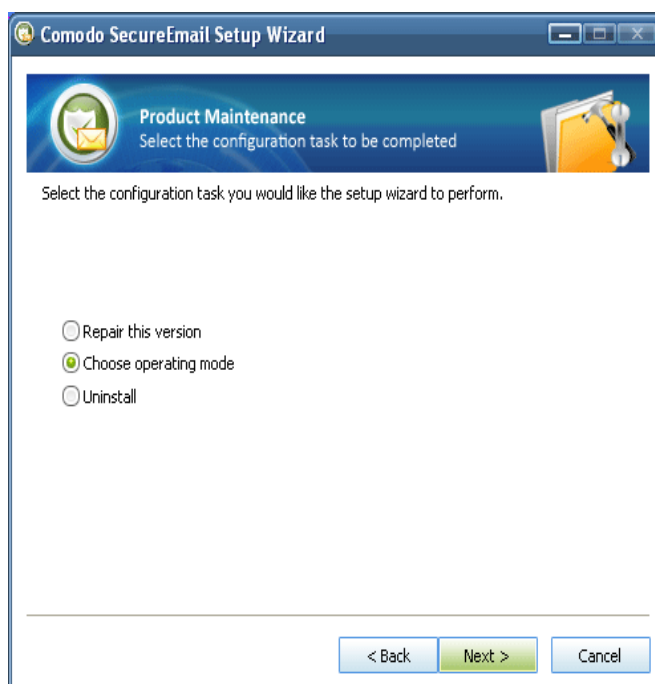 Comodo SecureEmail Setup Wizard
Product Maintenance
Select the configuration task to be completed
Select the configuration task you would like the setup wizard to perform.
Repair this version
Choose operating mode
Uninstall
< Back Next > Cancel